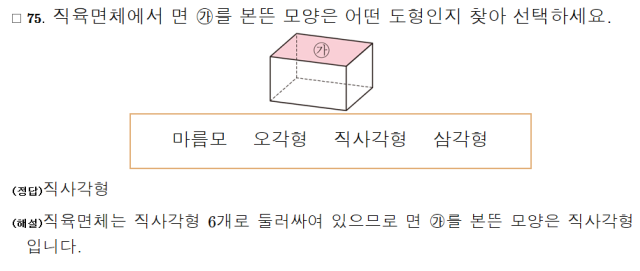 □ 75. 직육면체에서 면 ㉮를 본뜬 모양은 어떤 도형인지 찾아 선택하세요.
㉮
마름모 오각형 직사각형 삼각형
(정답)직사각형
(해설)직육면체는 직사각형 6개로 둘러싸여 있으므로 면 ㉮를 본뜬 모양은 직사각형
입니다.